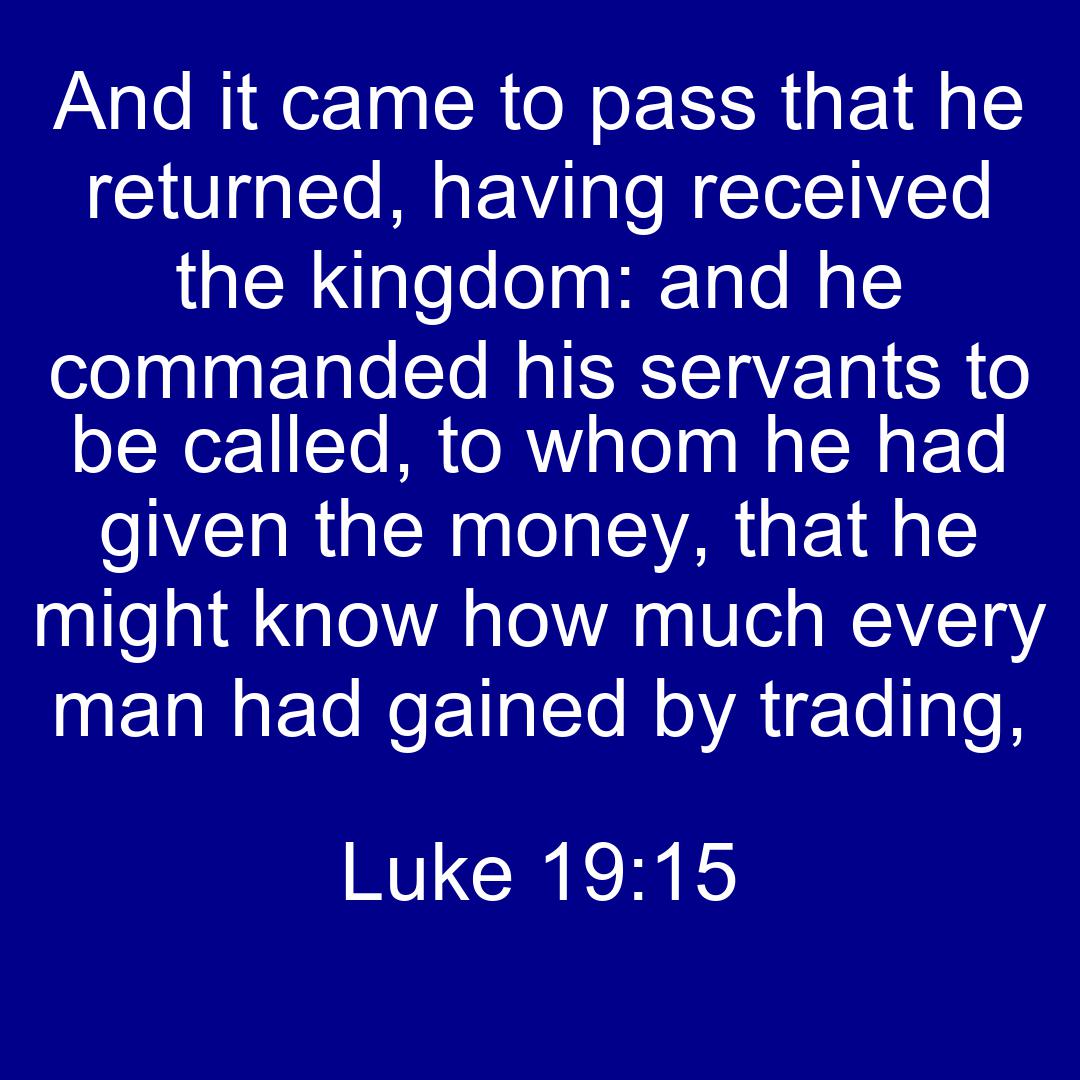 And it came to pass that he
returned, having received
the kingdom: and he
commanded his servants to
be called, to whom he had
given the money, that he
might know how much every
man had gained by trading,
Luke 19:15